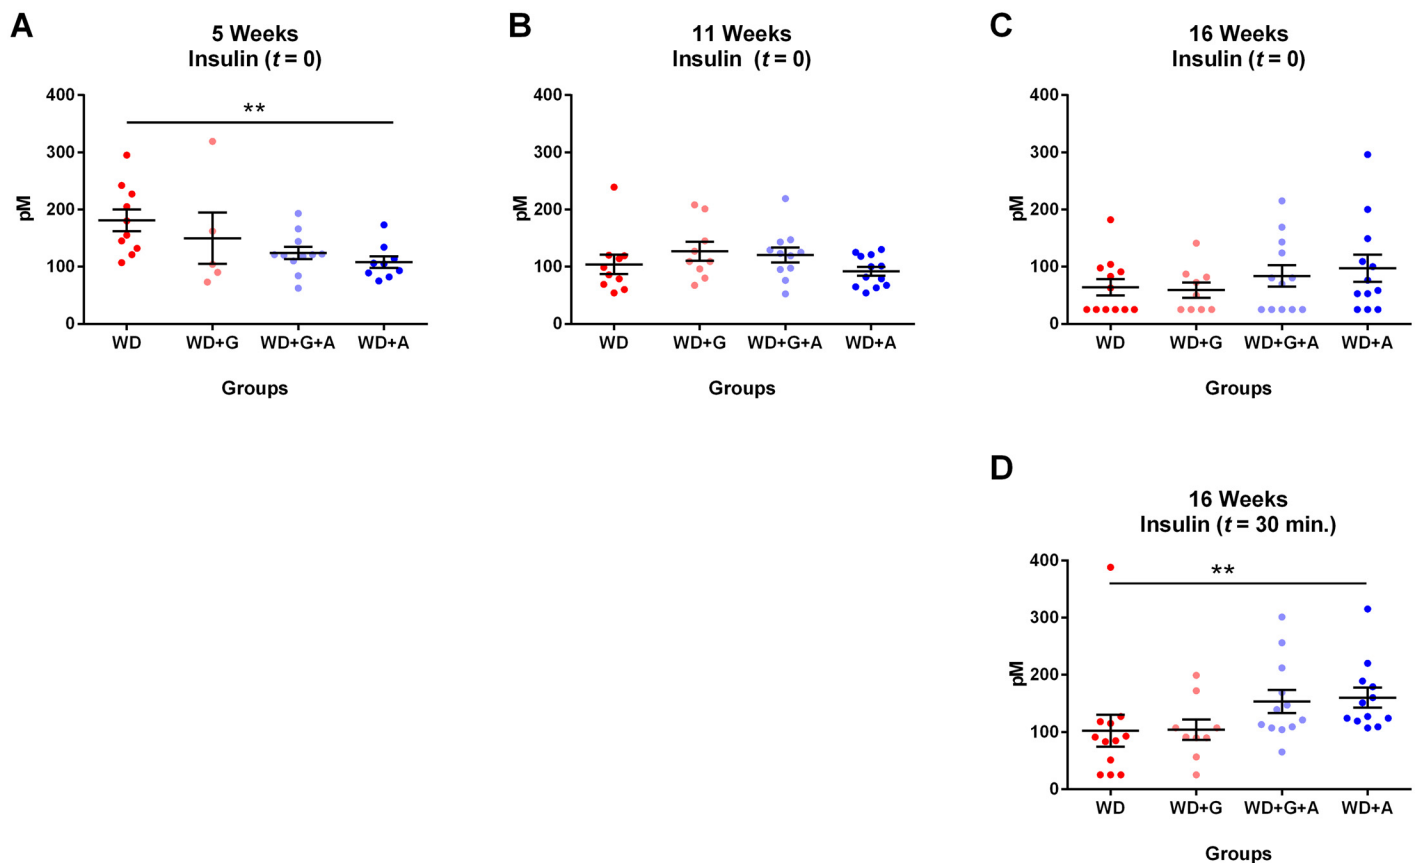 A
5 Weeks
Insulin (t = 0)
**
400
300
200
100
0
pM
WD
WD+G
WD+G+A
WD+A
Groups
B
11 Weeks
Insulin (t = 0)
400
300
200
100
0
pM
WD
WD+G
WD+G+A
WD+A
Groups
C
16 Weeks
Insulin (t = 0)
400
300
200
100
0
pM
WD
WD+G
WD+G+A
WD+A
Groups
D
16 Weeks
Insulin (t = 30 min.)
**
400
300
200
100
0
pM
WD
WD+G
WD+G+A
WD+A
Groups